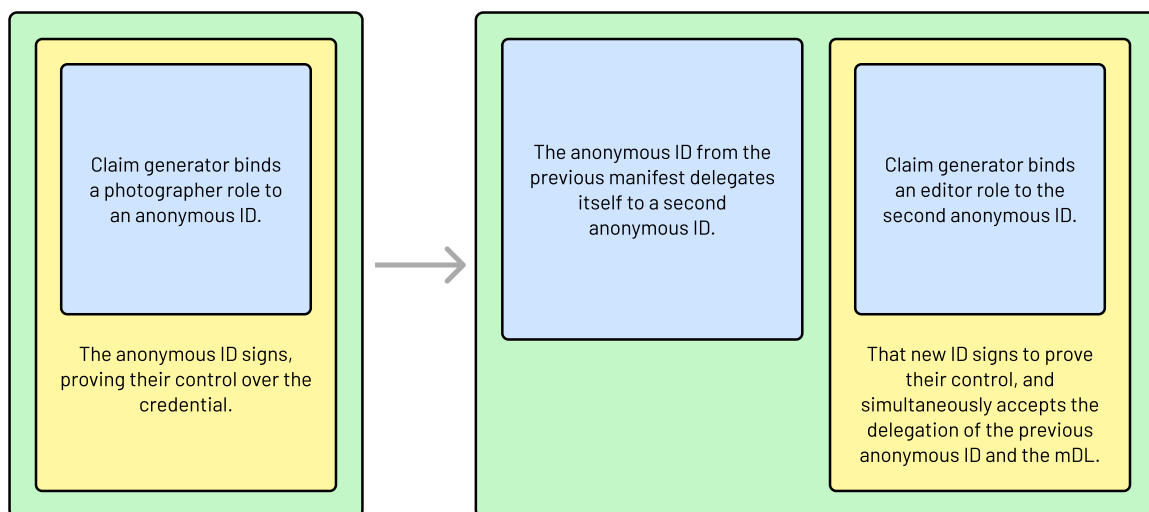 Claim generator binds
a photographer role to
an anonymous ID.
The anonymous ID signs,
proving their control over the
credential.
The anonymous ID from the
previous manifest delegates
itself to a second
anonymous ID.
Claim generator binds
an editor role to the
second anonymous ID.
That new ID signs to prove
their control, and
simultaneously accepts the
delegation of the previous
anonymous ID and the mDL.